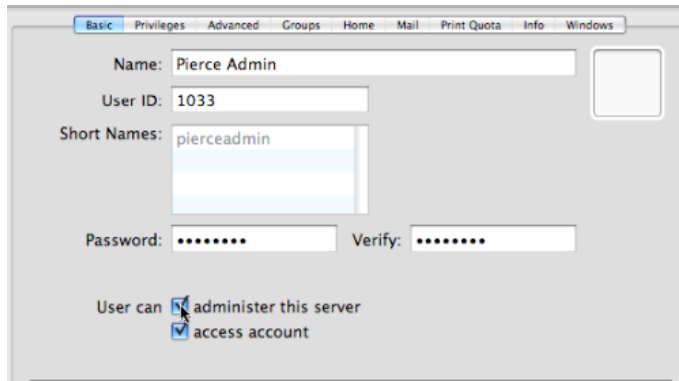 Basic Privileges Advanced Groups Home Mail Print Quota Info Windows
Name: Pierce Admin
User ID: 1033
Short Names: pierceadmin
Password: •••••••• Verify: ••••••••
User can administer this server
access account